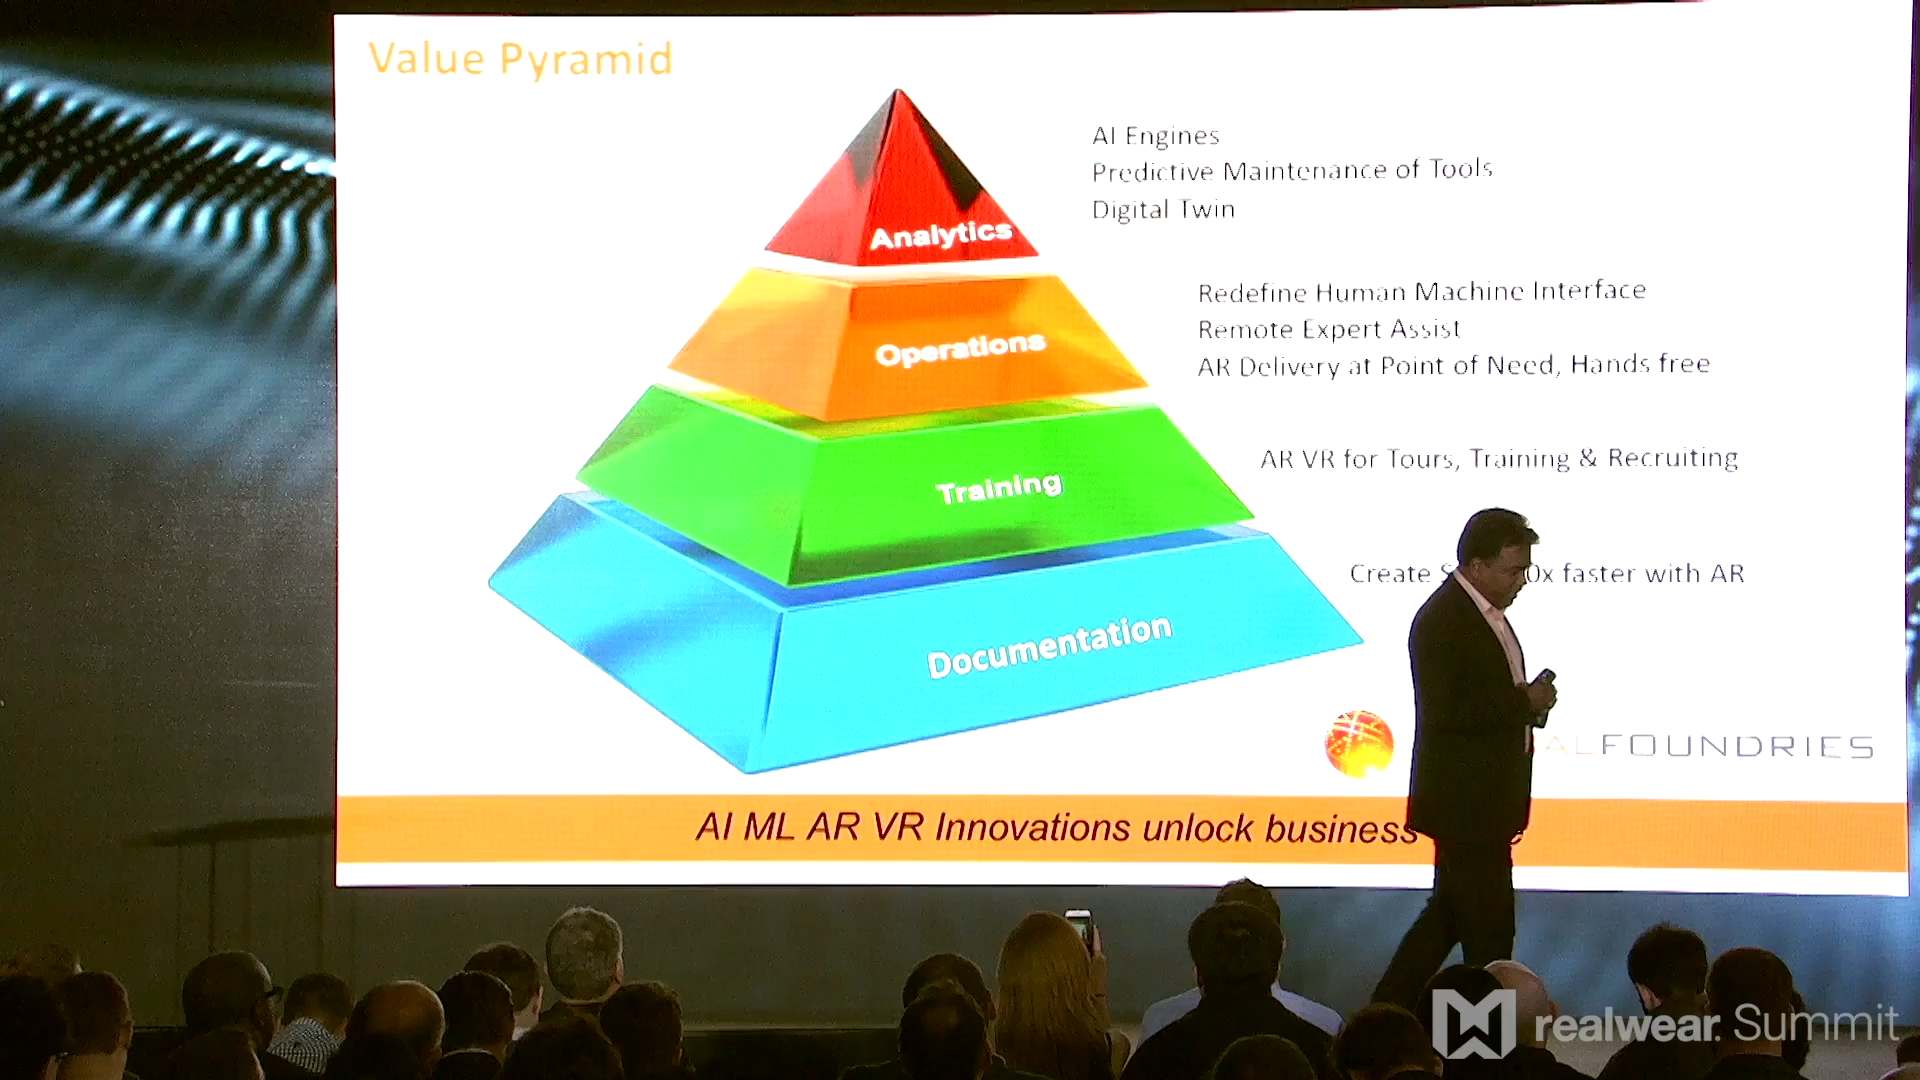 Value Pyramid
AI Engines
Predictive Maintenance of Tools
Digital Twin
Analytics
Redefine Human Machine Interface
Remote Expert Assist
AR Delivery at Point of Need, Hands free
Operations
AR VR for Tours, Training & Recruiting
Training
Create faster with AR
Documentation
FOUNDRIES
AI ML AR VR Innovations unlock business
realwear. Summit